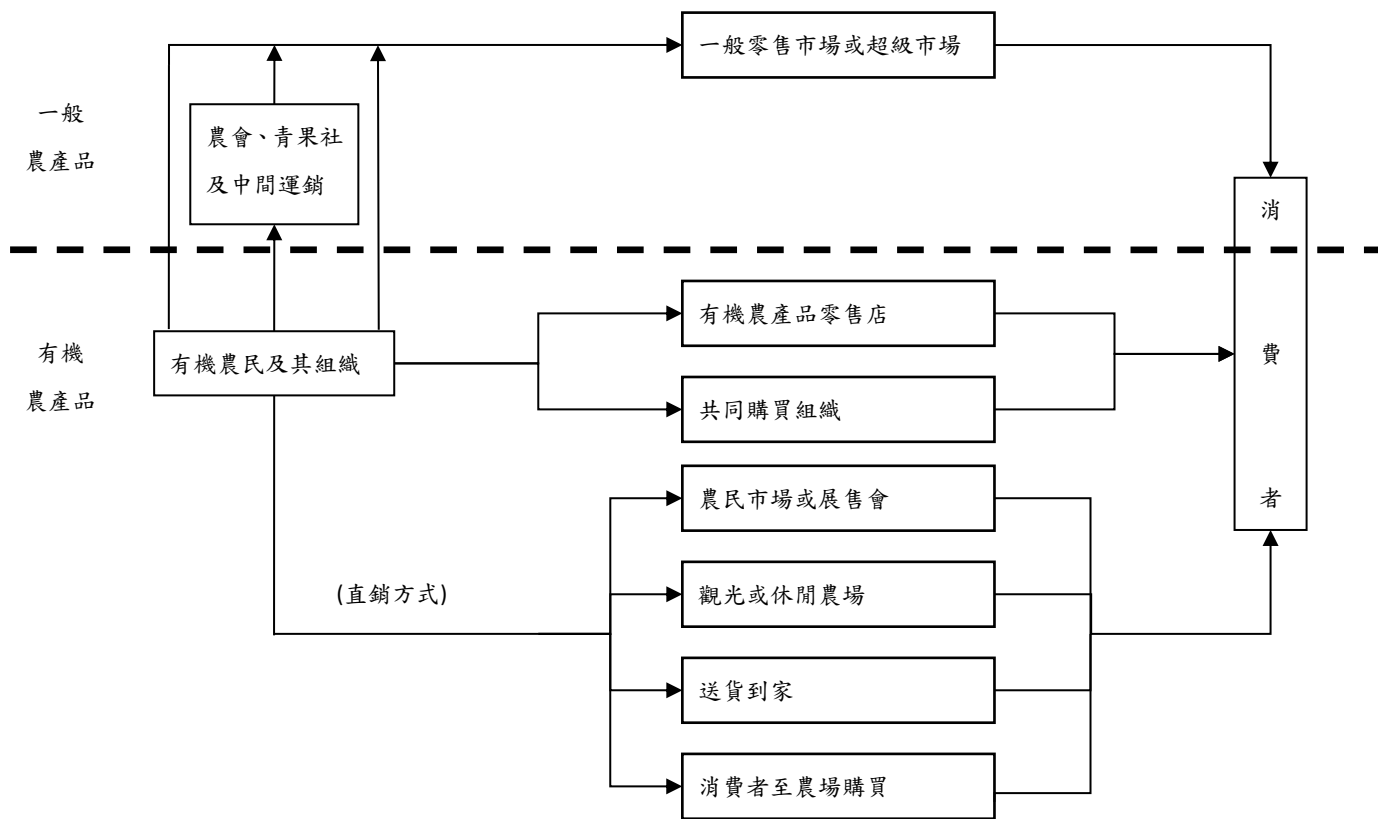 一般零售市場或超級市場
一般
農產品
農會、青果社
及中間運銷
消
費
者
有機農產品零售店
有機
農產品
有機農民及其組織
共同購買組織
農民市場或展售會
(直銷方式)
觀光或休閒農場
送貨到家
消費者至農場購買